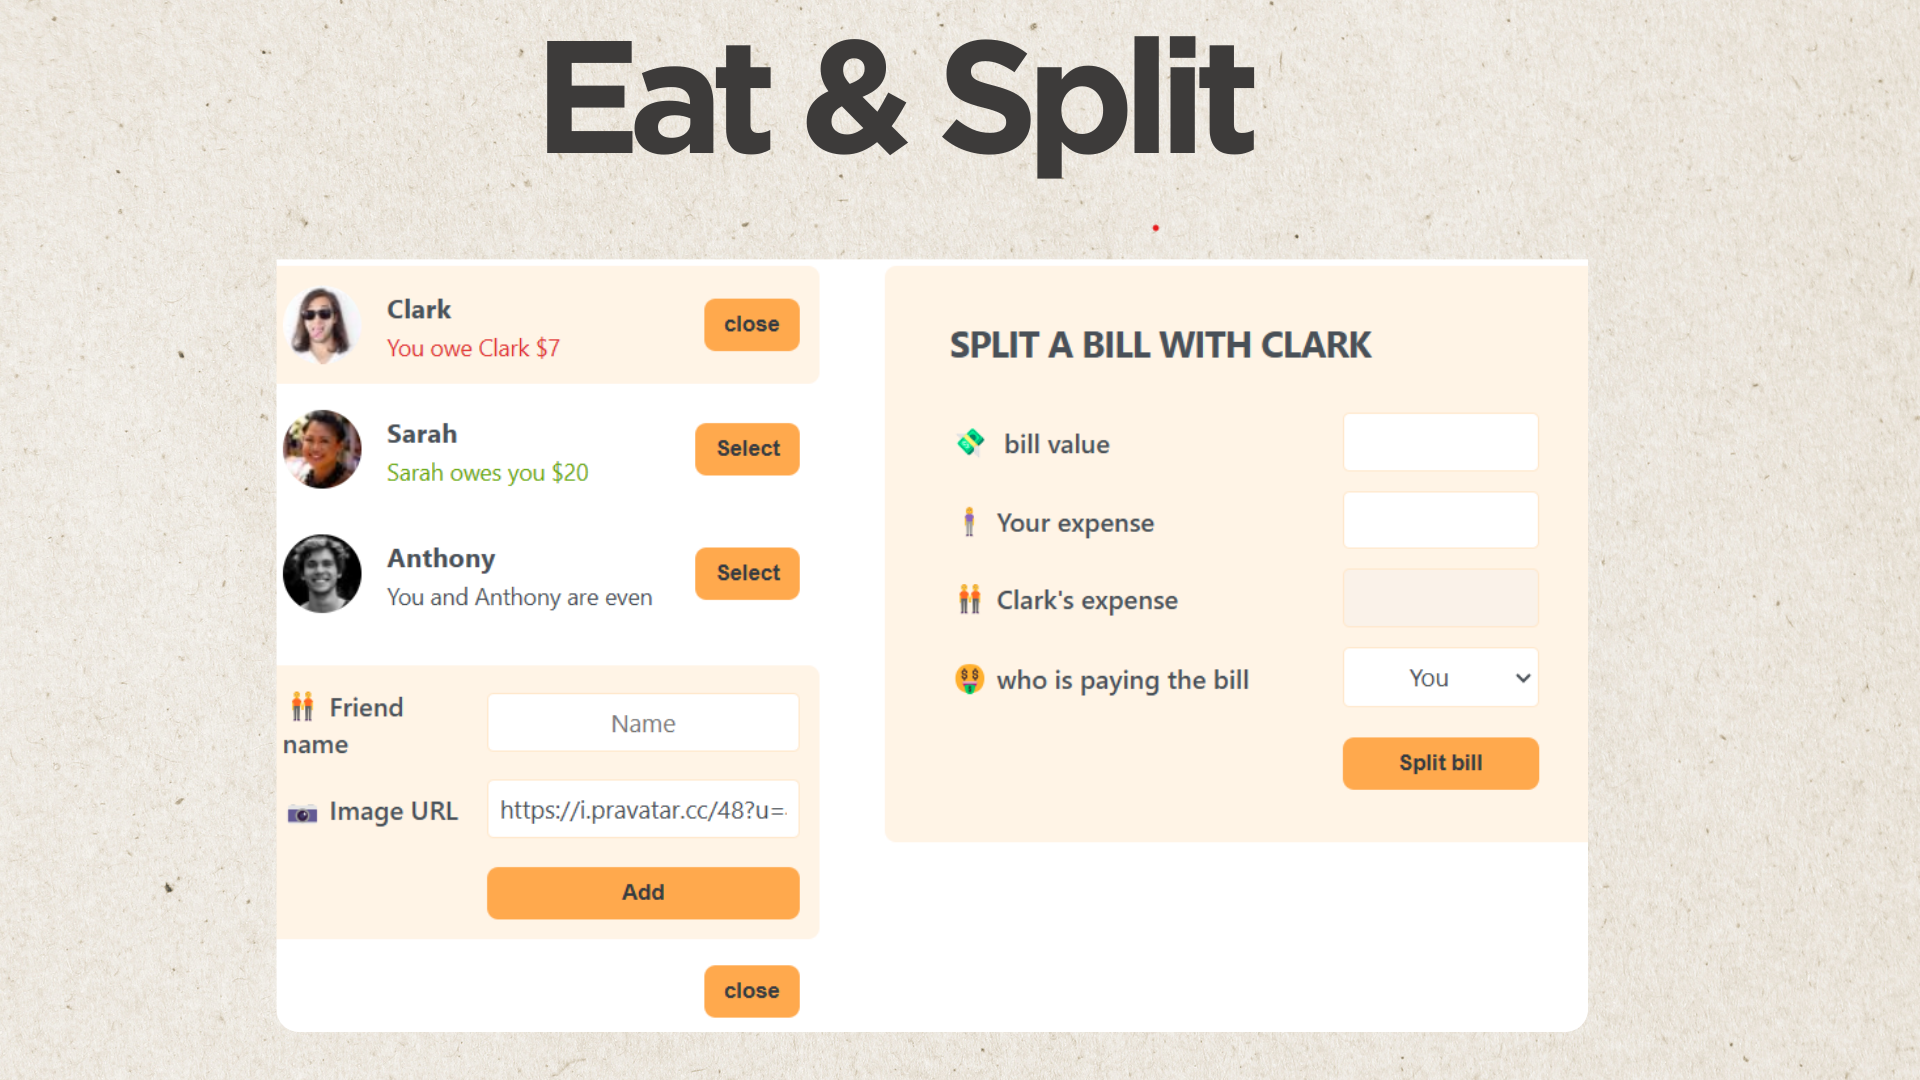 Eat & Split
Clark
You owe Clark $7
close
Sarah
Sarah owes you $20
Select
Anthony
You and Anthony are even
Select
Friend
name
Name
Image URL
https://i.pravatar.cc/48?u=
Add
close
SPLIT A BILL WITH CLARK
bill value
Your expense
Clark's expense
who is paying the bill
You
Split bill